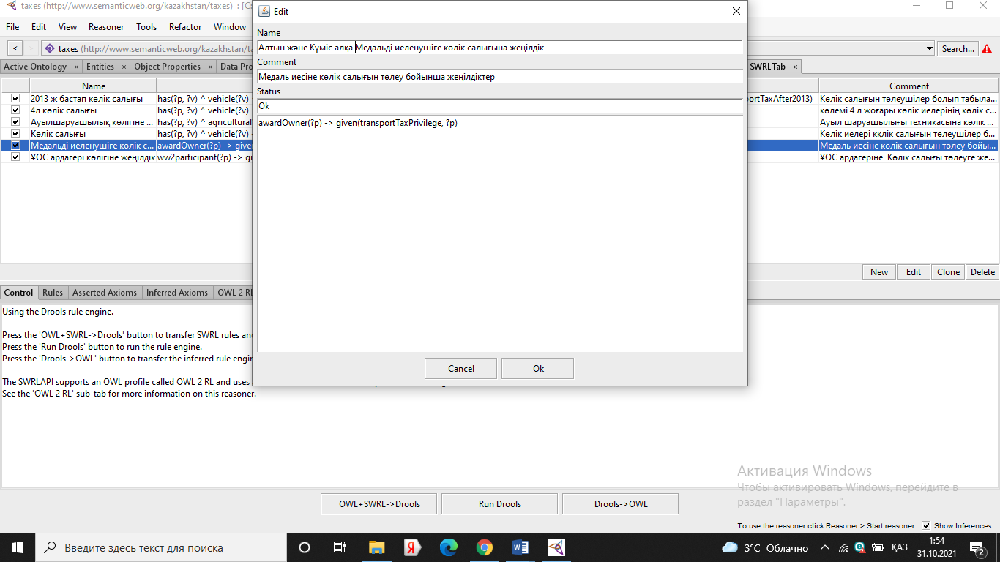 taxes (http://www.semanticweb.org/kazakhstan/taxes) : [C:
Edit
File Edit View Reasoner Tools Refactor Window
Name
< > taxes (http://www.semanticweb.org/kazakhstan/ta
Алтын және Күміс алқа Медальді иеленушіге көлік салығына жеңілдік
Search...
Active Ontology × Entities × Object Properties × Data Pro
Comment
SWRLTab ×
Медаль иесіне көлік салығын төлеу бойынша жеңілдіктер
Name
Comment
Status
2013 ж бастап көлік салығы has(?p, ?v) ^ vehicle(?v)
ortTaxAfter2013) Көлік салығын төлеушілер болып табыла...
Ok
4л көлік салығы has(?p, ?v) ^ vehicle(?v)
көлемі 4 л жоғары көлік иелерінің көлік с...
Ауылшаруашылық көлігіне ... has(?p, ?v) ^ agricultural
awardOwner(?p) -> given(transportTaxPrivilege, ?p)
Ауыл шаруашылығы техникасына көлік ...
Көлік салығы has(?p, ?v) ^ vehicle(?v) -
Көлік иелері көлік салығын төлеушілер б...
Медальді иеленушіге көлік с... awardOwner(?p) -> give
Медаль иесіне көлік салығын төлеу бойы...
ҰОС ардагері көлігіне жеңілдік ww2participant(?p) -> gi
ҰОС ардагеріне Көлік салығы төлеуге же...
New Edit Clone Delete
Control Rules Asserted Axioms Inferred Axioms OWL 2 RL
Using the Drools rule engine.
Press the 'OWL+SWRL->Drools' button to transfer SWRL rules and
Press the 'Run Drools' button to run the rule engine.
Press the 'Drools->OWL' button to transfer the inferred rule engin
Cancel Ok
The SWRLAPI supports an OWL profile called OWL 2 RL and uses
See the 'OWL 2 RL' sub-tab for more information on this reasoner.
Активация Windows
Чтобы активировать Windows, перейдите в
раздел "Параметры".
OWL+SWRL->Drools Run Drools Drools->OWL
To use the reasoner click Reasoner > Start reasoner Show Inferences
Введите здесь текст для поиска
3°C Облачно ҚАЗ 1:54
31.10.2021
2